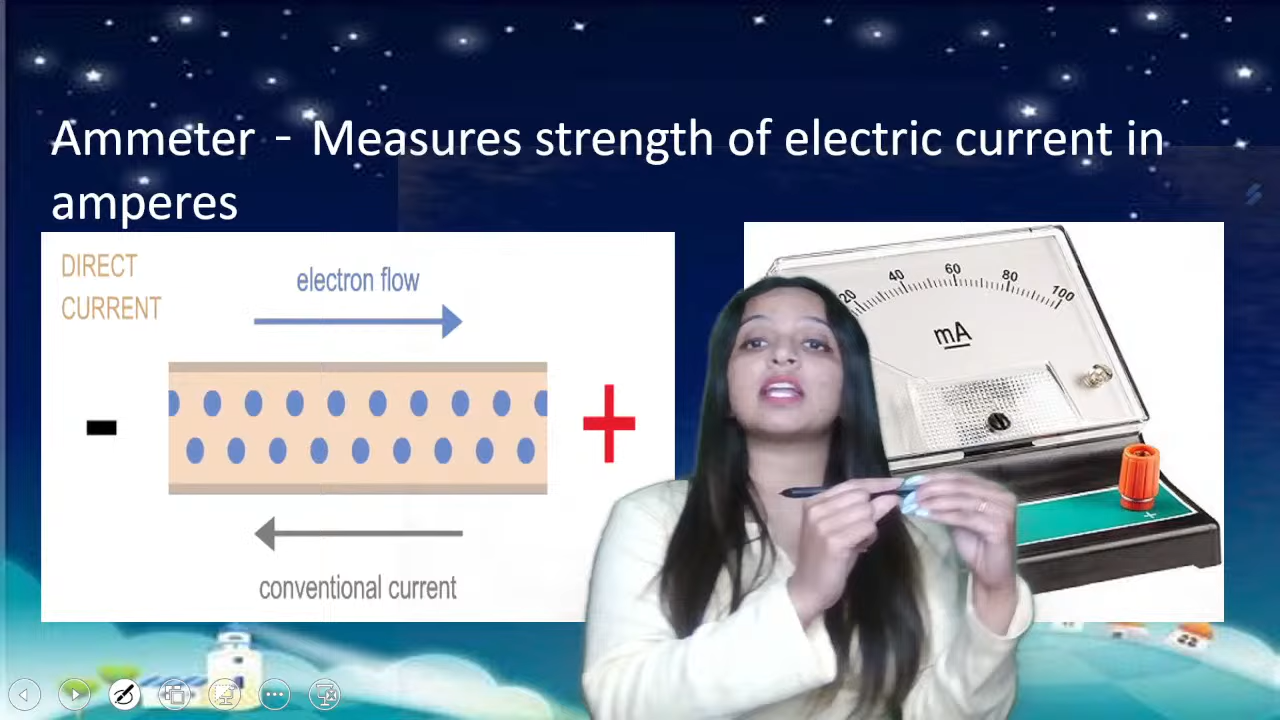 Ammeter - Measures strength of electric current in
amperes
DIRECT
CURRENT
electron flow
-
+
conventional current
20 40 60 80 100
mA
+